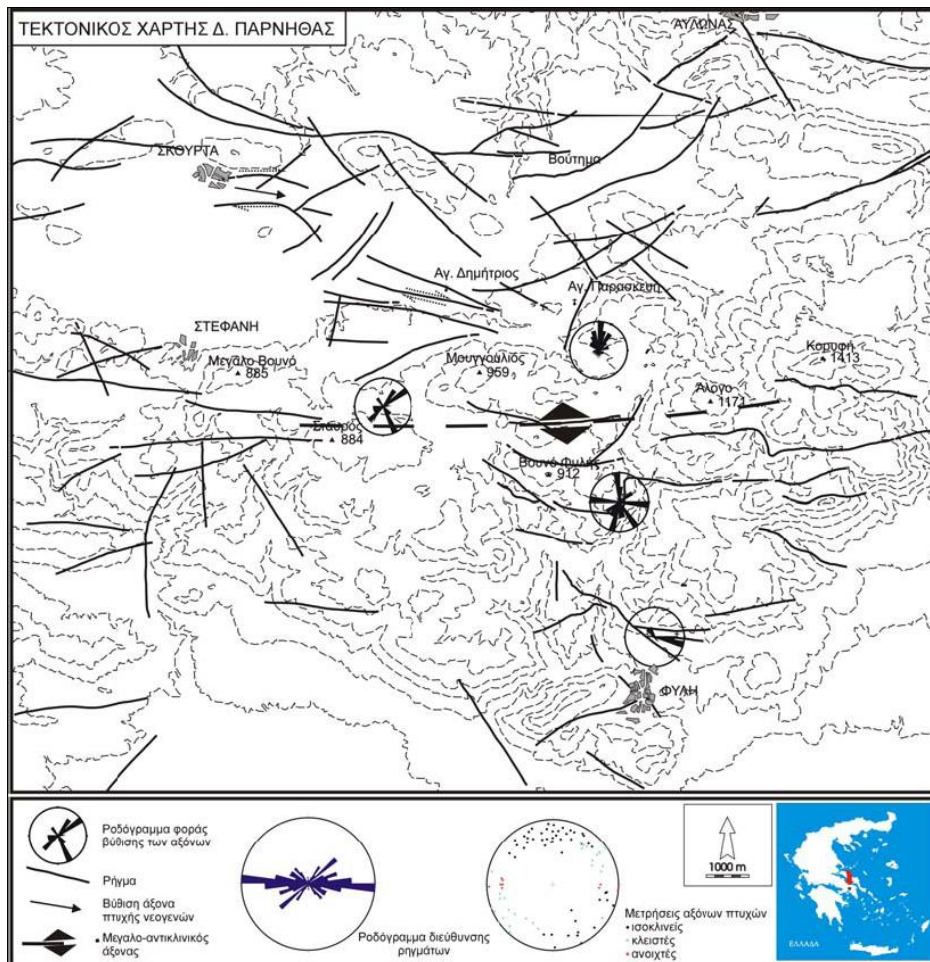 ΤΕΚΤΟΝΙΚΟΣ ΧΑΡΤΗΣ Δ. ΠΑΡΝΗΘΑΣ
ΑΥΛΩΝΑΣ
ΣΚΟΥΡΤΑ
Βούτημα
Αγ. Δημήτριος
Αγ. Παρασκευή
ΣΤΕΦΑΝΗ
Μεγάλο Βουνό
885
Μουγγουλιός
959
Κορυφή
1413
Άλογο
1171
Σταυρός
884
Βουνό Φυλής
912
ΦΥΛΗ
Ροδόγραμμα φοράς
βύθισης των αξόνων
Ρήγμα
Βύθιση άξονα
πτυχής νεογενών
Μεγαλο-αντικλινικός
άξονας
Ροδόγραμμα διεύθυνσης
ρηγμάτων
1000 m
Μετρήσεις αξόνων πτυχών
ισοκλινείς
κλειστές
ανοιχτές
ΕΛΛΑΔΑ